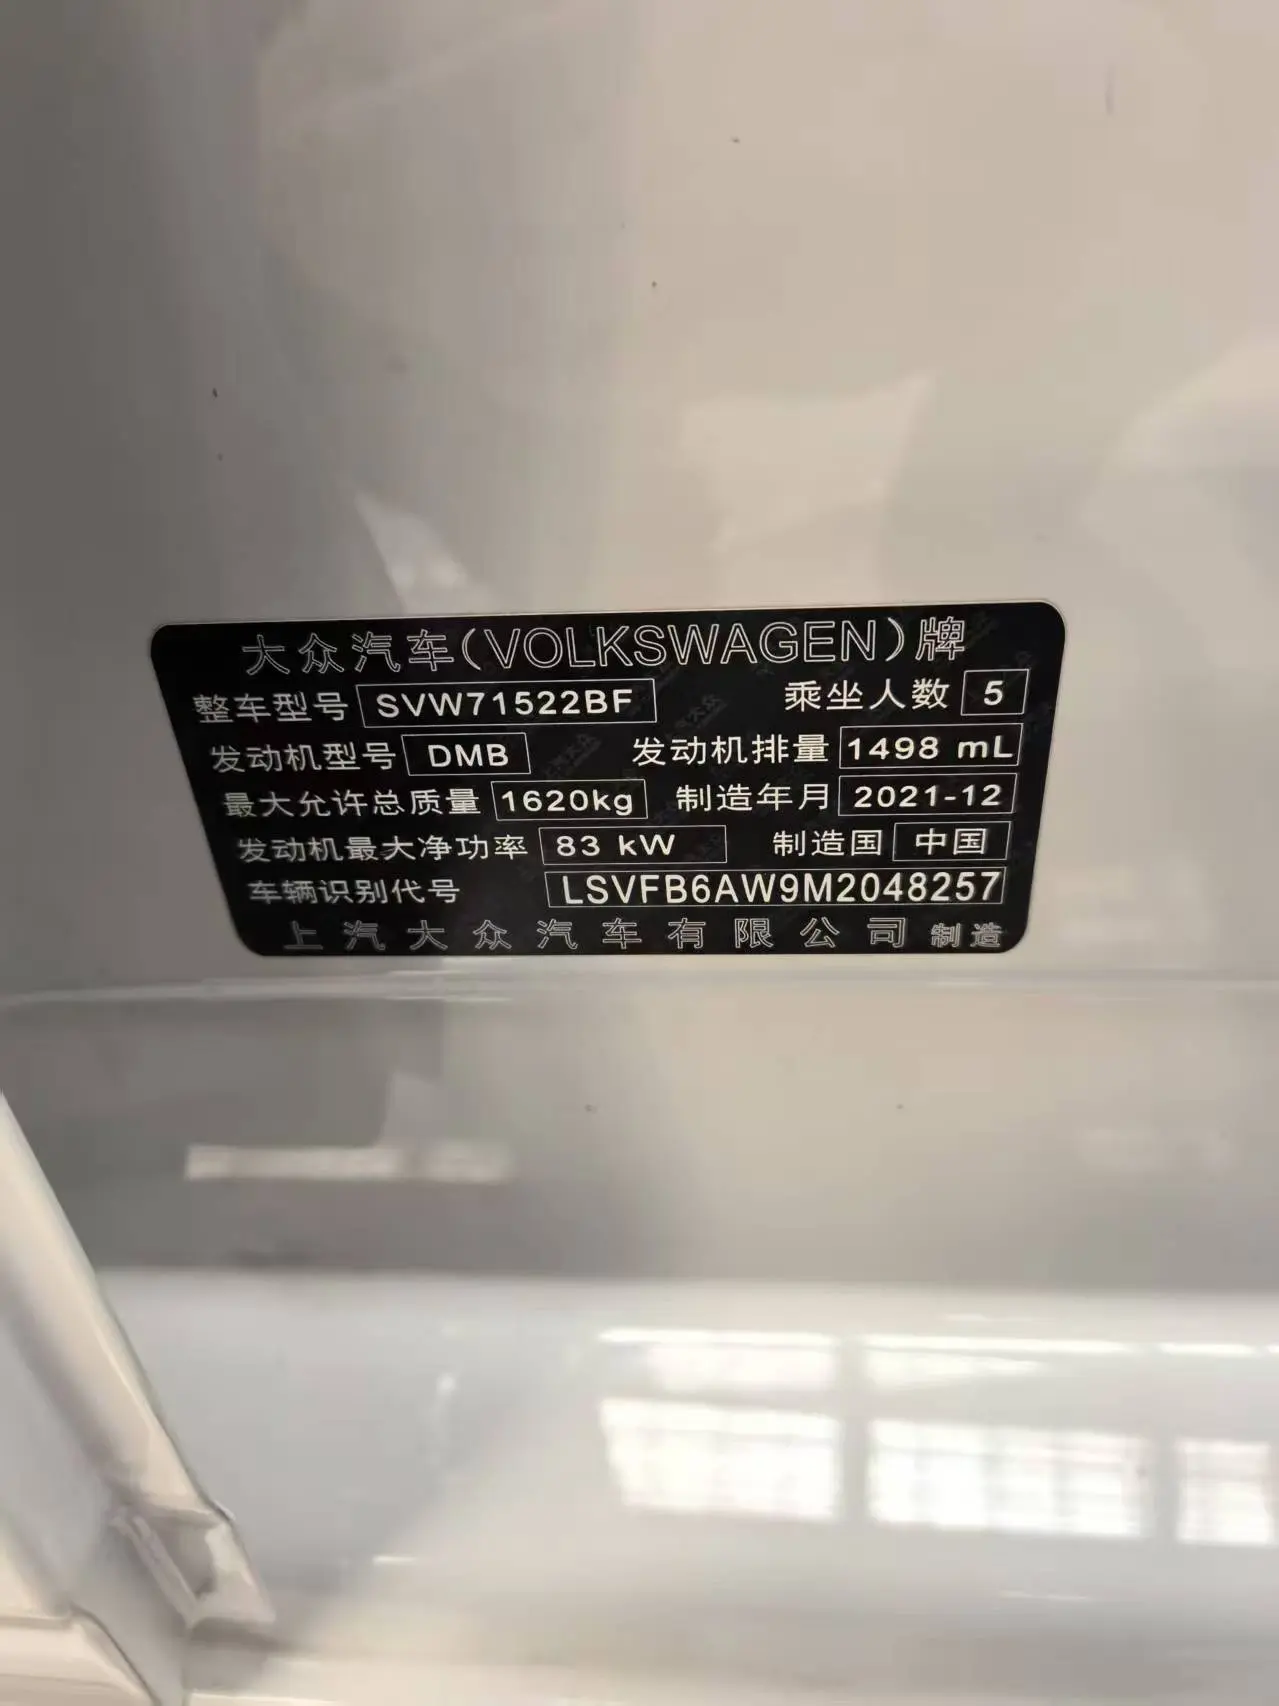 大众汽车(VOLKSWAGEN)牌
整车型号 SVW71522BF 乘坐人数 5
发动机型号 DMB 发动机排量 1498 mL
最大允许总质量 1620kg 制造年月 2021-12
发动机最大净功率 83 kW 制造国 中国
车辆识别代号 LSVFB6AW9M2048257
上汽大众汽车有限公司 制造